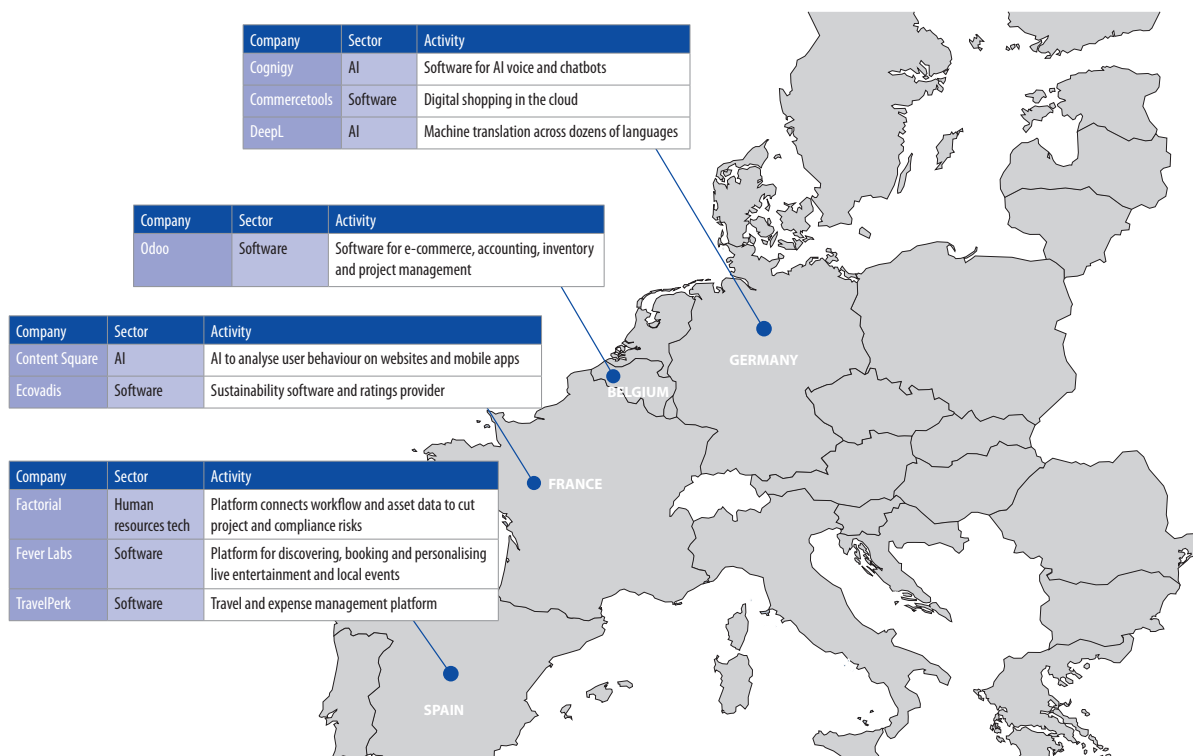 Company Sector Activity
Cognigy AI Software for AI voice and chatbots
Commercetools Software Digital shopping in the cloud
DeepL AI Machine translation across dozens of languages
Company Sector Activity
Odoo Software Software for e-commerce, accounting, inventory
and project management
Company Sector Activity
Content Square AI AI to analyse user behaviour on websites and mobile apps
Ecovadis Software Sustainability software and ratings provider
Company Sector Activity
Factorial Human Platform connects workflow and asset data to cut
resources tech project and compliance risks
Fever Labs Software Platform for discovering, booking and personalising
live entertainment and local events
TravelPerk Software Travel and expense management platform
GERMANY
BELGIUM
FRANCE
SPAIN